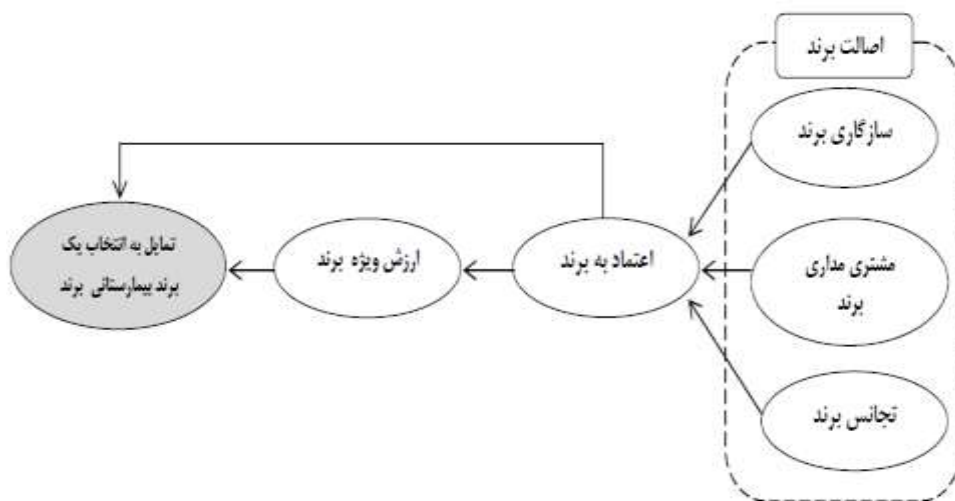 اصالت برند
سازگاری برند
مشتری مداری
برند
تجانس برند
اعتماد به برند
ارزش ویژه برند
تمایل به انتخاب یک
برند بیمارستانی برند